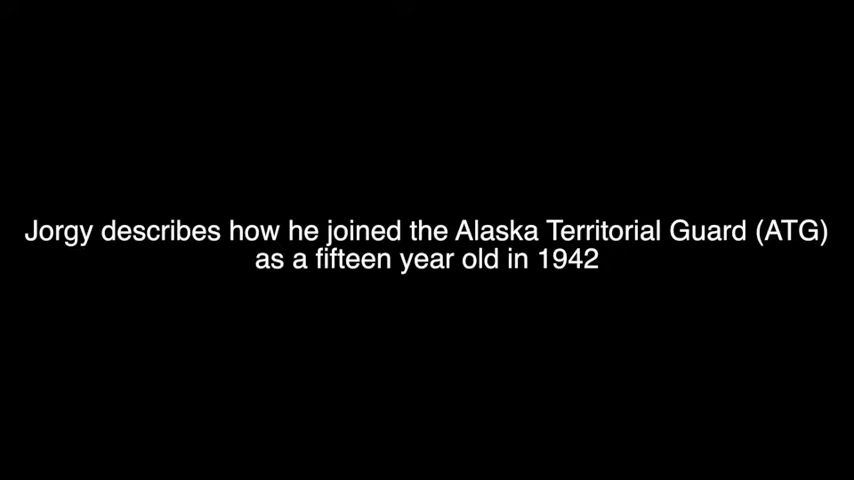 Jorgy describes how he joined the Alaska Territorial Guard (ATG)
as a fifteen year old in 1942